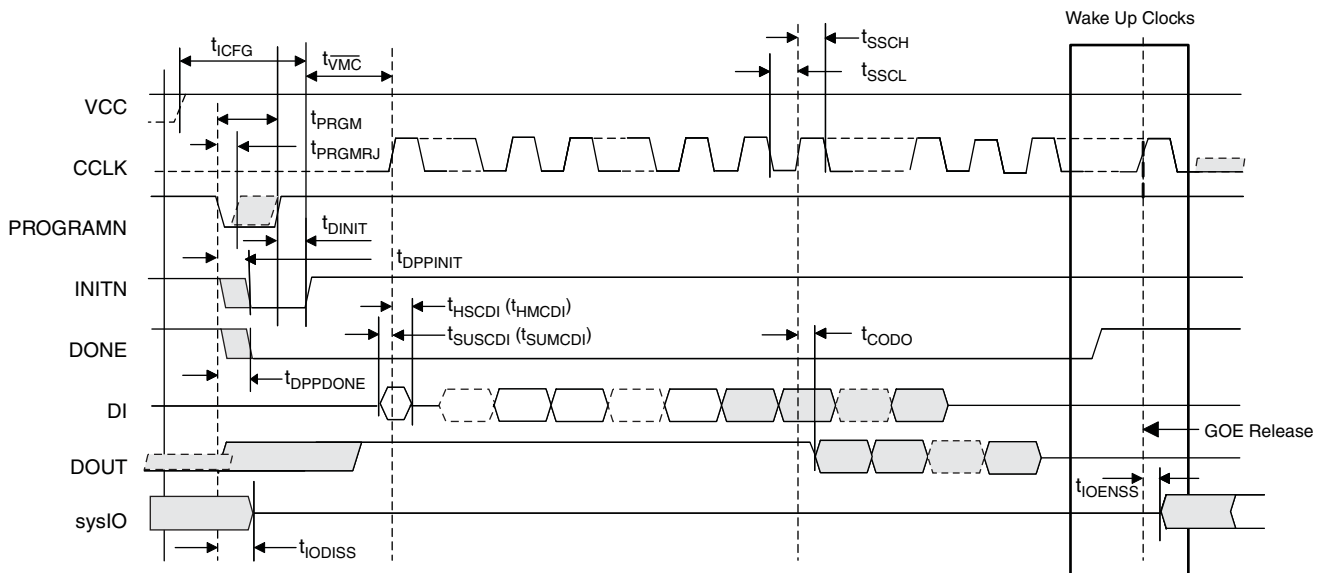 Wake Up Clocks
tICFG
tVMC
tSSCH
tSSCL
VCC
tPRGM
tPRGMRJ
CCLK
PROGRAMN
tDINIT
tDPPINIT
INITN
tHSCDI (tHMCDI)
tSUSCDI (tSUMCDI)
tCODO
DONE
tDPPDONE
DI
GOE Release
DOUT
tIOENSS
sysIO
tIODISS